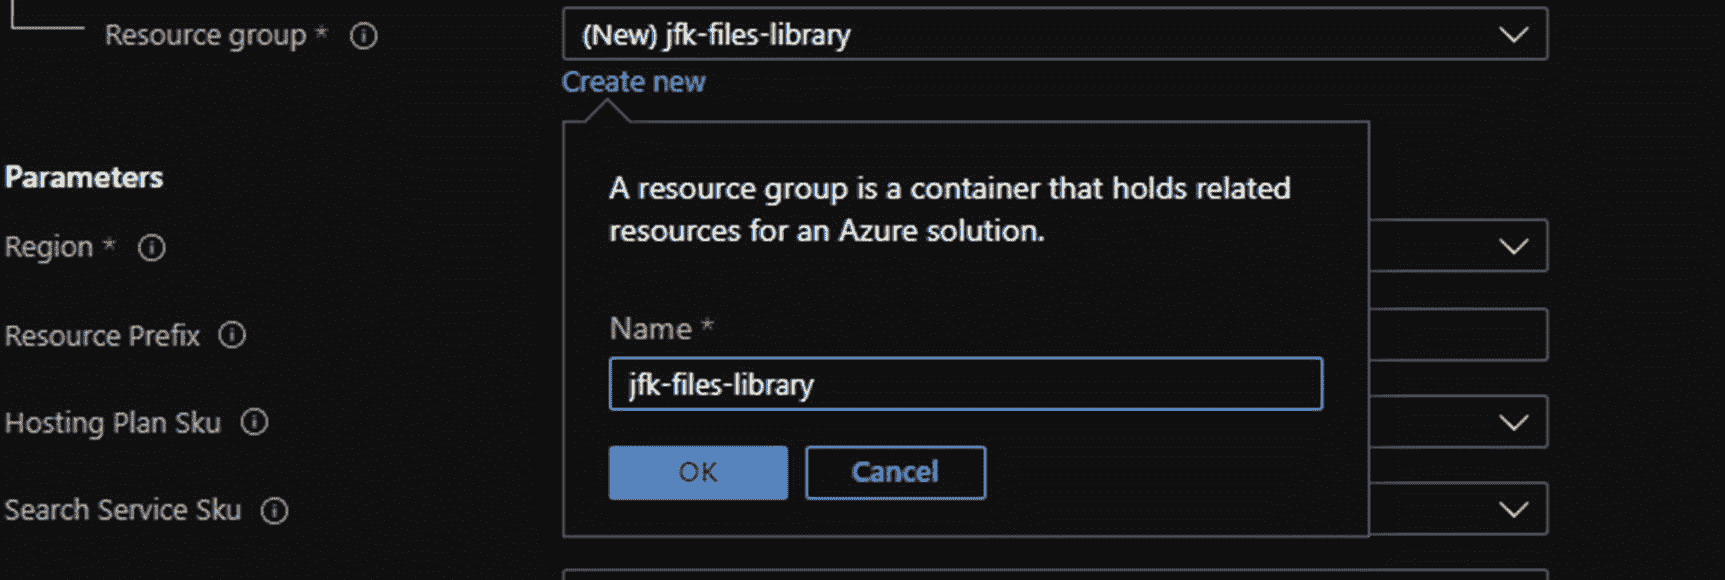 Resource group *
(New) jfk-files-library
Create new
A resource group is a container that holds related
resources for an Azure solution.
Name *
jfk-files-library
OK
Cancel
Parameters
Region *
Resource Prefix
Hosting Plan Sku
Search Service Sku